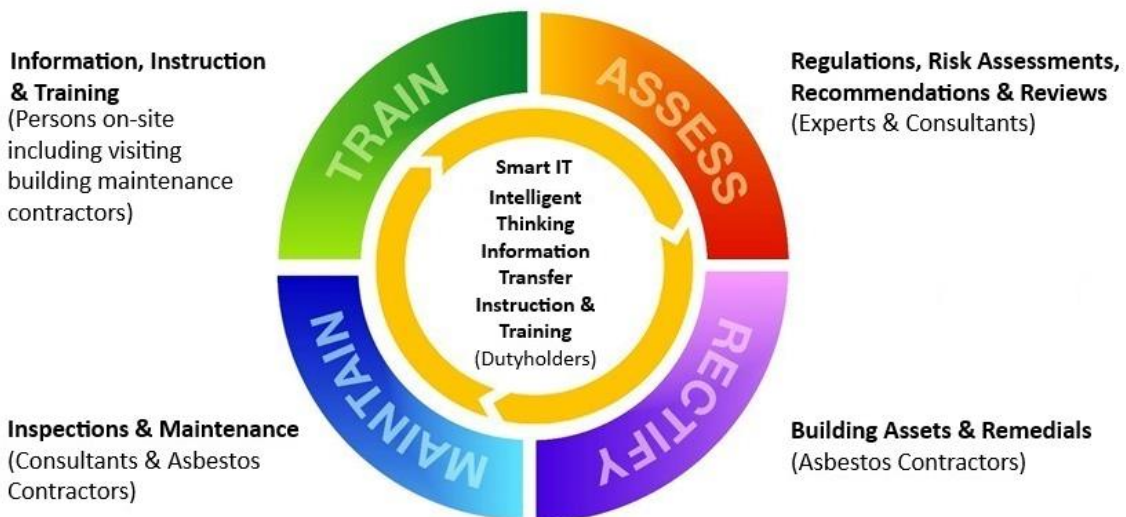 Information, Instruction
& Training
(Persons on-site
including visiting
building maintenance
contractors)
TRAIN
ASSESS
Regulations, Risk Assessments,
Recommendations & Reviews
(Experts & Consultants)
Smart IT
Intelligent
Thinking
Information
Transfer
Instruction &
Training
(Dutyholders)
MAINTAIN
RECTIFY
Inspections & Maintenance
(Consultants & Asbestos
Contractors)
Building Assets & Remedials
(Asbestos Contractors)